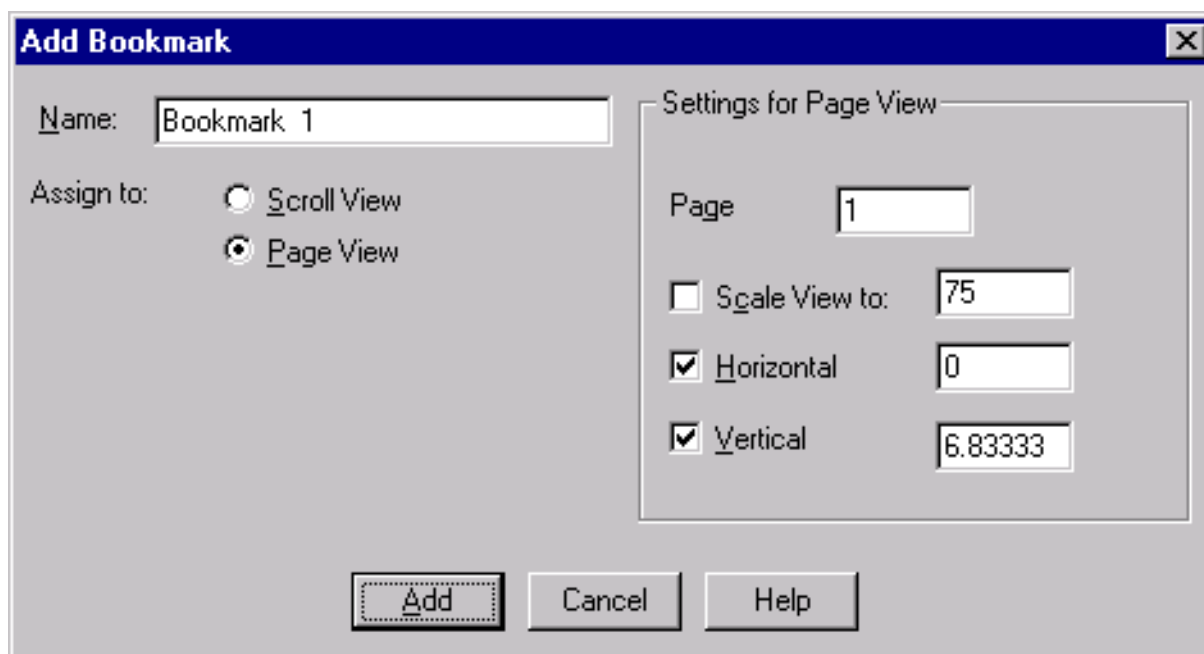 Add Bookmark
Name: Bookmark 1
Assign to: Scroll View
Page View
Settings for Page View
Page 1
Scale View to: 75
Horizontal 0
Vertical 6.83333
Add Cancel Help